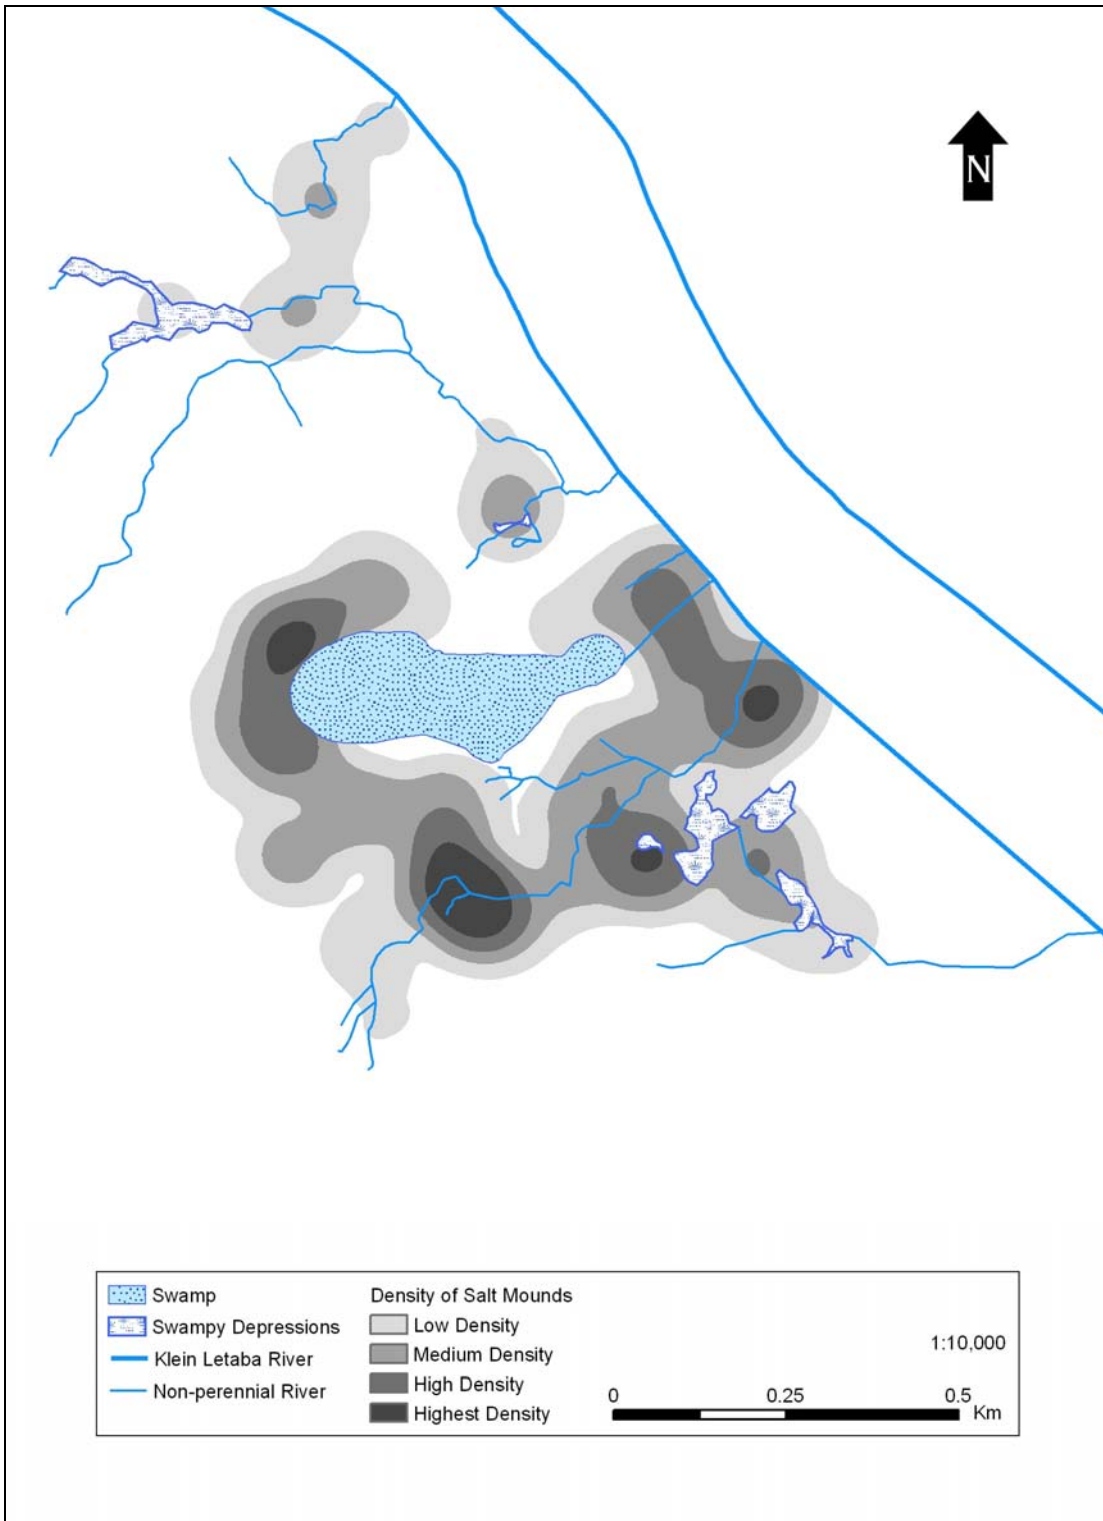 N
Swamp
Swampy Depressions
Klein Letaba River
Non-perennial River
Density of Salt Mounds
Low Density
Medium Density
High Density
Highest Density
1:10,000
0 0.25 0.5
Km